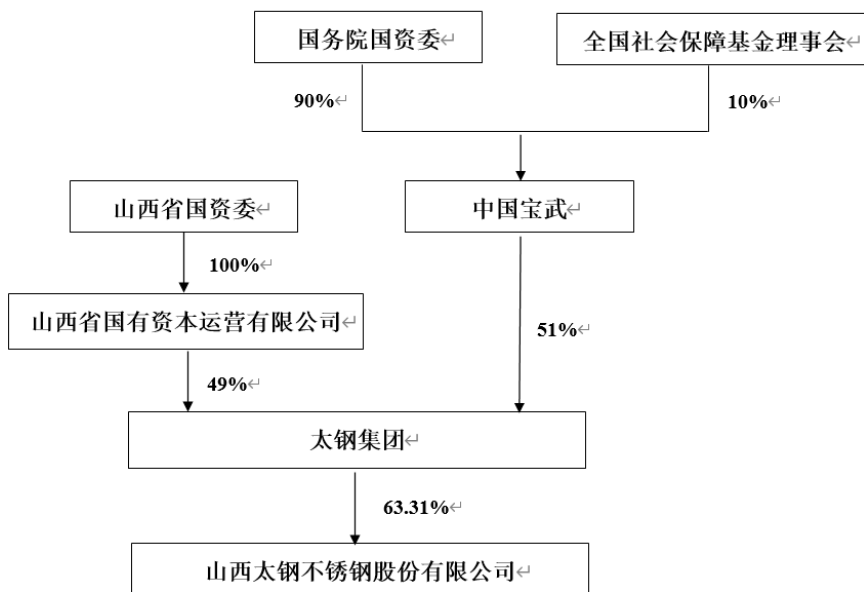 国务院国资委↵
全国社会保障基金理事会↵
90%↵
10%↵
山西省国资委↵
中国宝武↵
100%↵
山西省国有资本运营有限公司↵
51%↵
49%↵
太钢集团↵
63.31%↵
山西太钢不锈钢股份有限公司↵